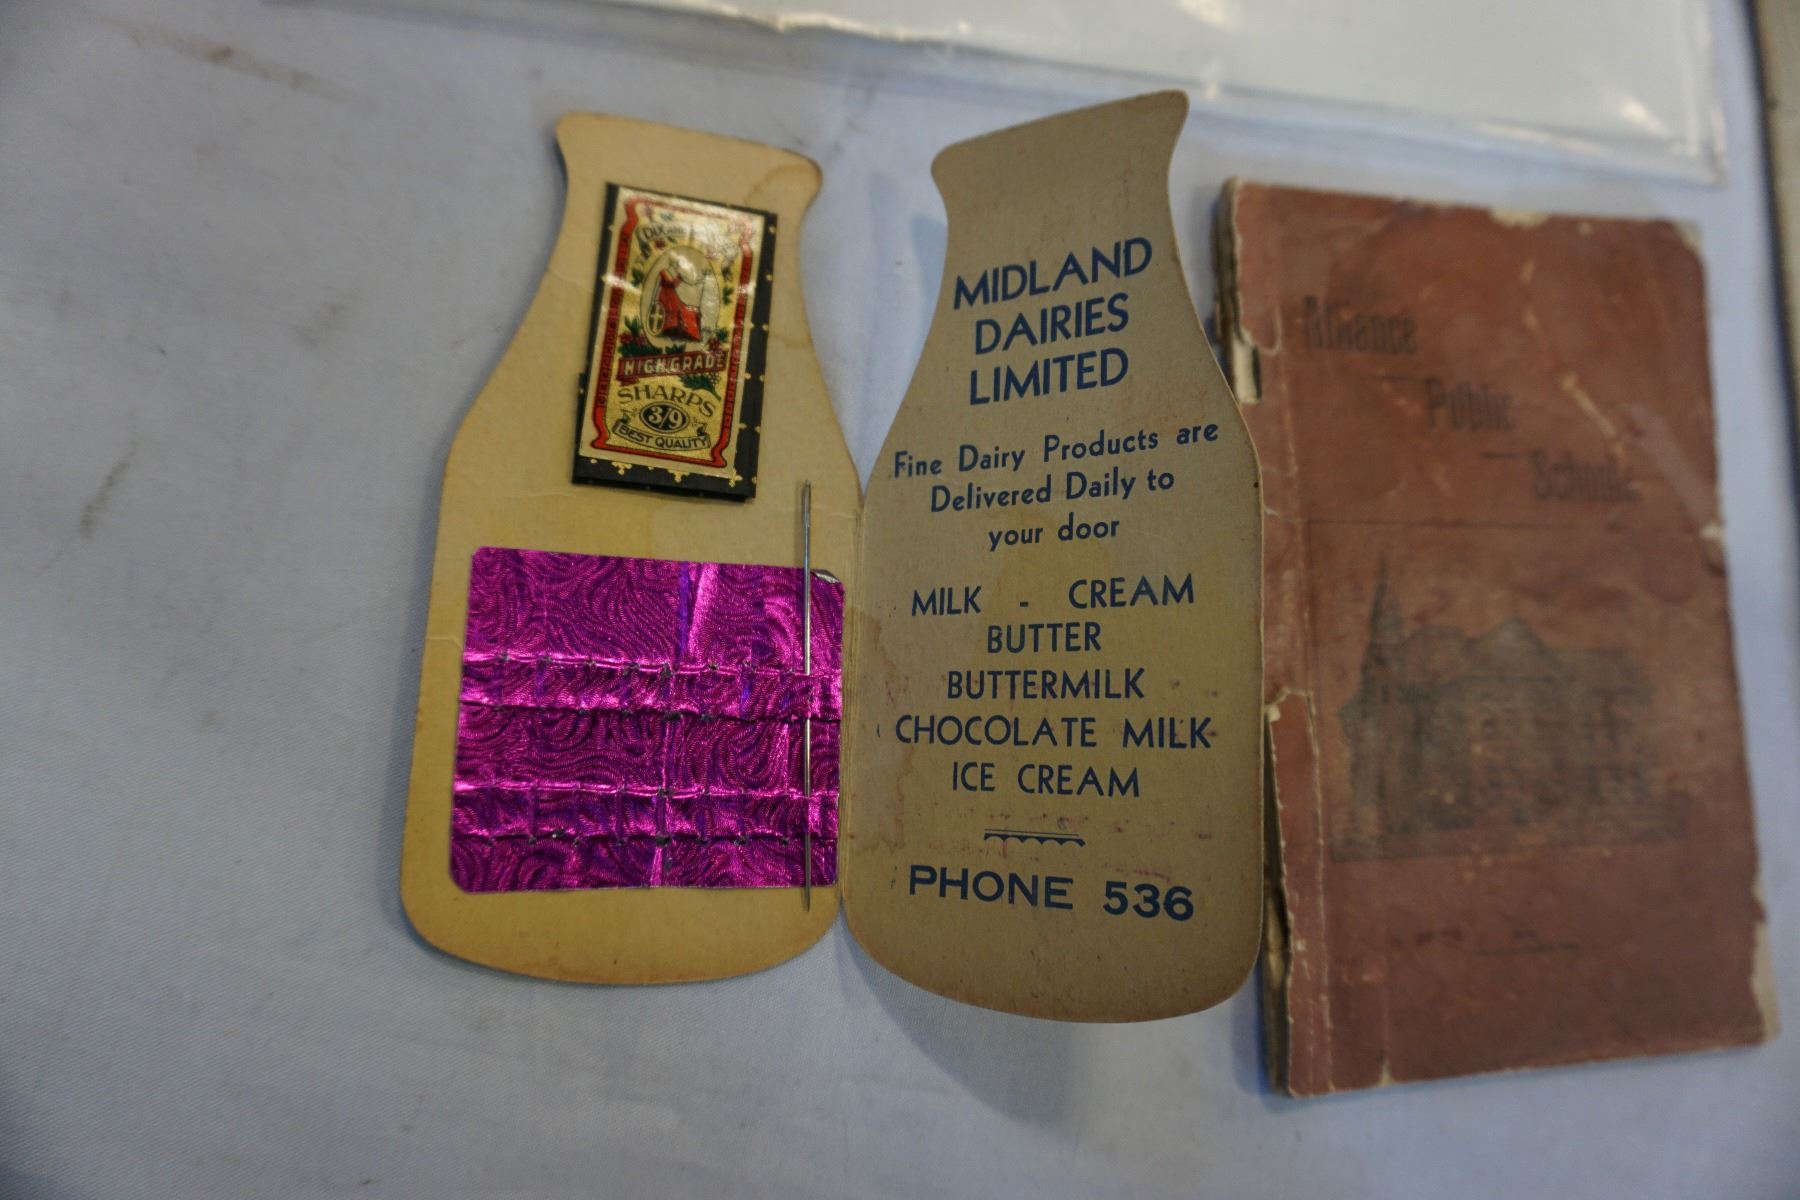 HIGH GRADE
SHARPS
3/9
BEST QUALITY
MIDLAND
DAIRIES
LIMITED
Fine Dairy Products are
Delivered Daily to
your door
MILK - CREAM
BUTTER
BUTTERMILK
CHOCOLATE MILK
ICE CREAM
PHONE 536
Alliance
Public
Schools